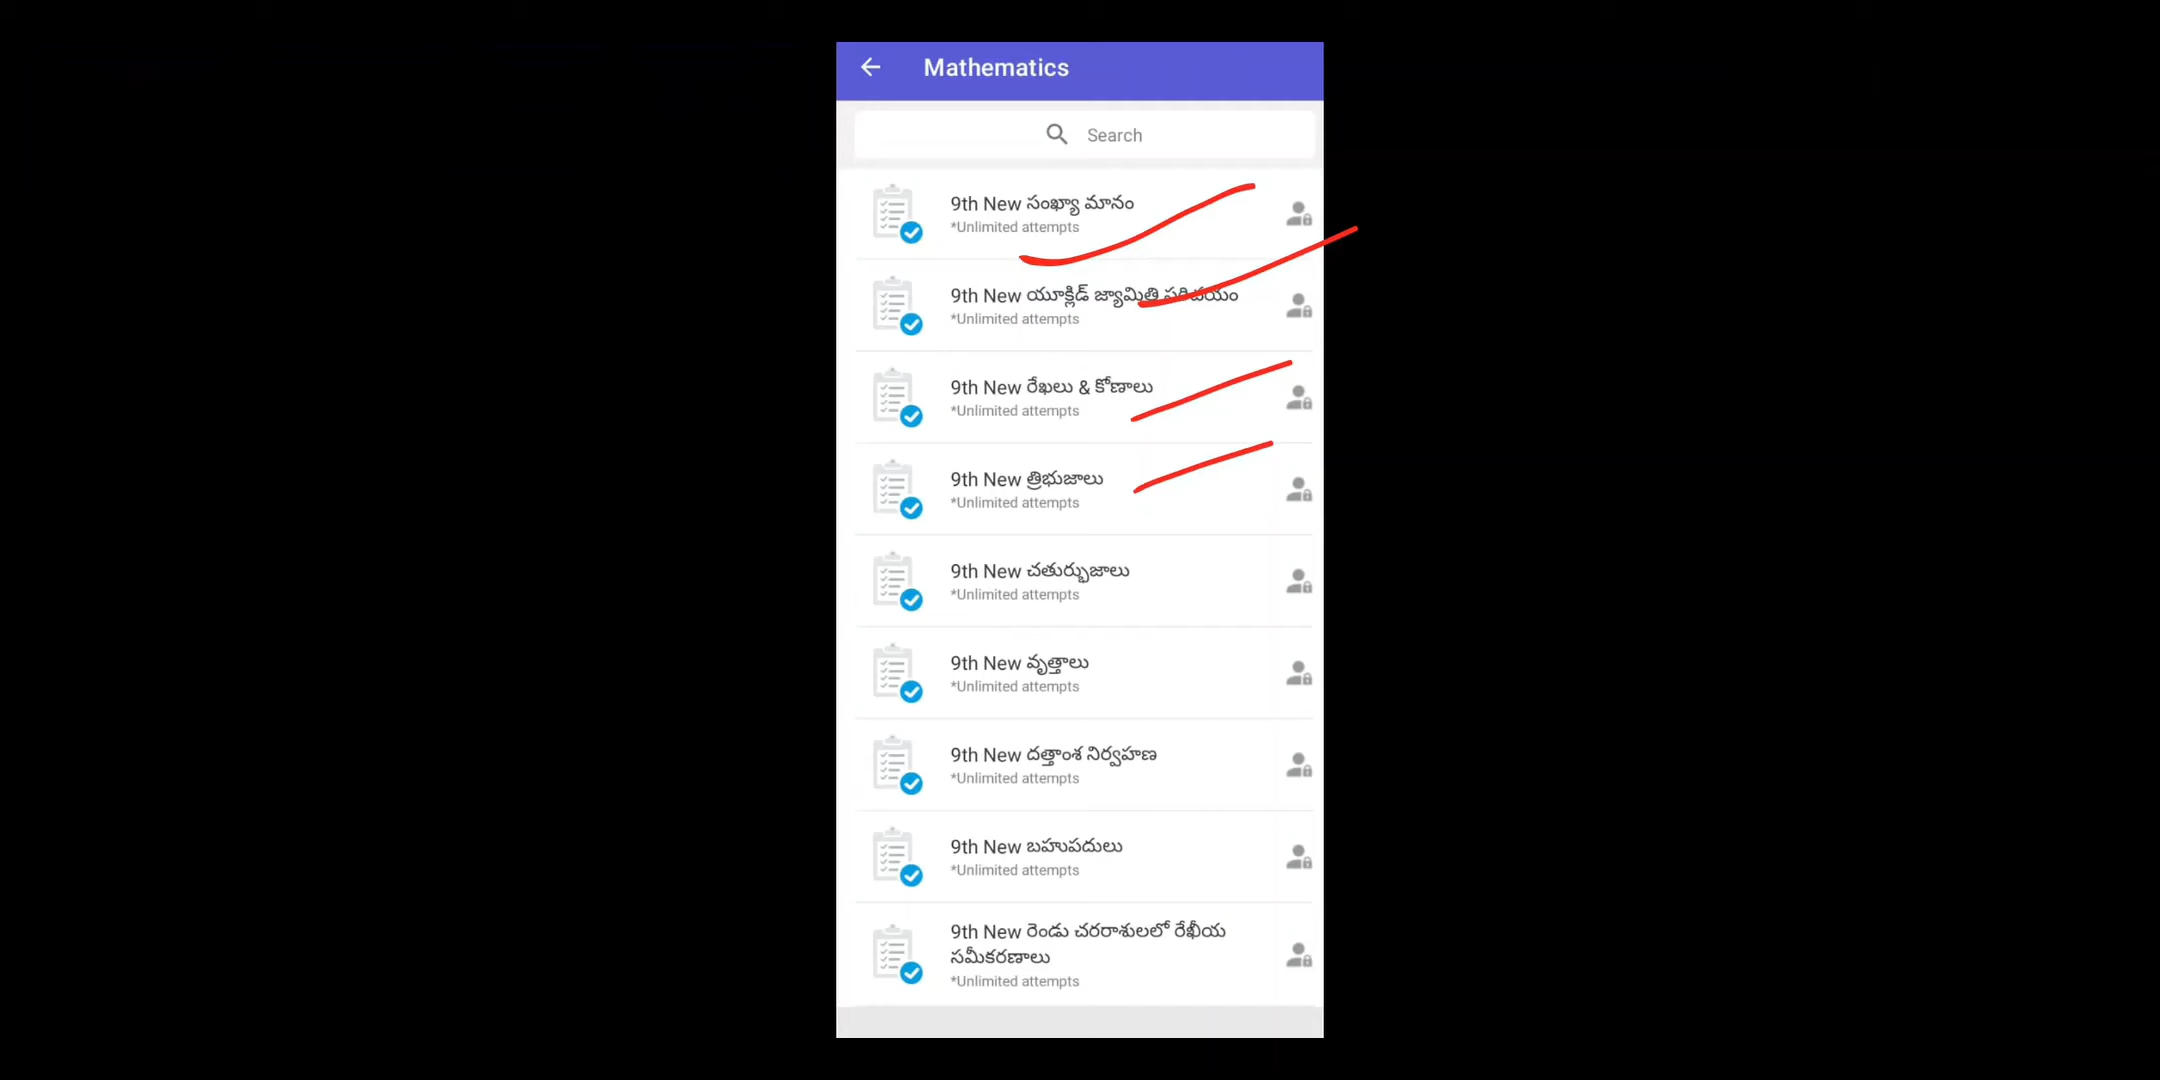 Mathematics
Search
9th New సంఖ్యా మానం
*Unlimited attempts
9th New యూక్లిడ్ జ్యామితి పరిచయం
*Unlimited attempts
9th New రేఖలు & కోణాలు
*Unlimited attempts
9th New త్రిభుజాలు
*Unlimited attempts
9th New చతుర్భుజాలు
*Unlimited attempts
9th New వృత్తాలు
*Unlimited attempts
9th New దత్తాంశ నిర్వహణ
*Unlimited attempts
9th New బహుపదులు
*Unlimited attempts
9th New రెండు చరరాశులలో రేఖీయ
సమీకరణాలు
*Unlimited attempts